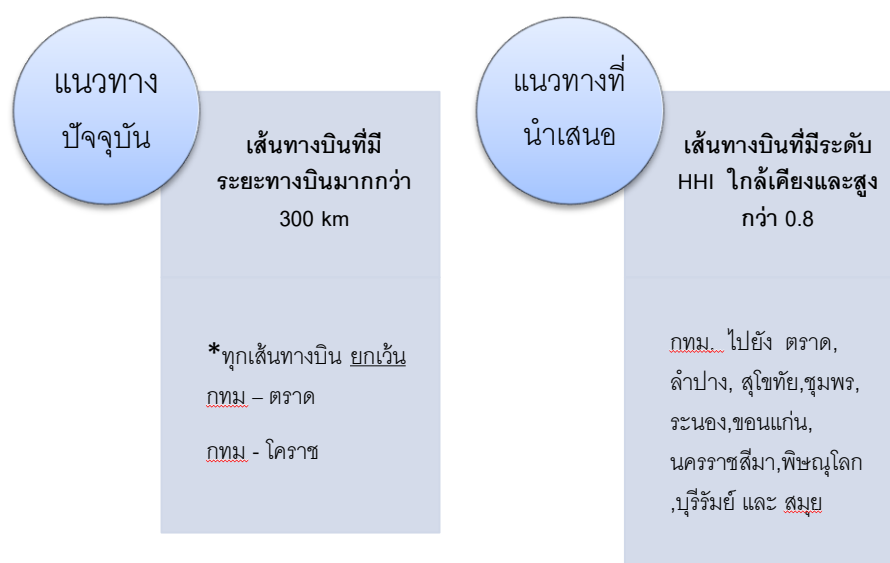 แนวทาง
ปัจจุบัน
เส้นทางบินที่มี
ระยะทางบินมากกว่า
300 km
*ทุกเส้นทางบิน ยกเว้น
กทม – ตราด
กทม - โคราช
แนวทางที่
นำเสนอ
เส้นทางบินที่มีระดับ
HHI ใกล้เคียงและสูง
กว่า 0.8
กทม. ไปยัง ตราด,
ลำปาง, สุโขทัย,ชุมพร,
ระนอง,ขอนแก่น,
นครราชสีมา,พิษณุโลก
,บุรีรัมย์ และ สมุย